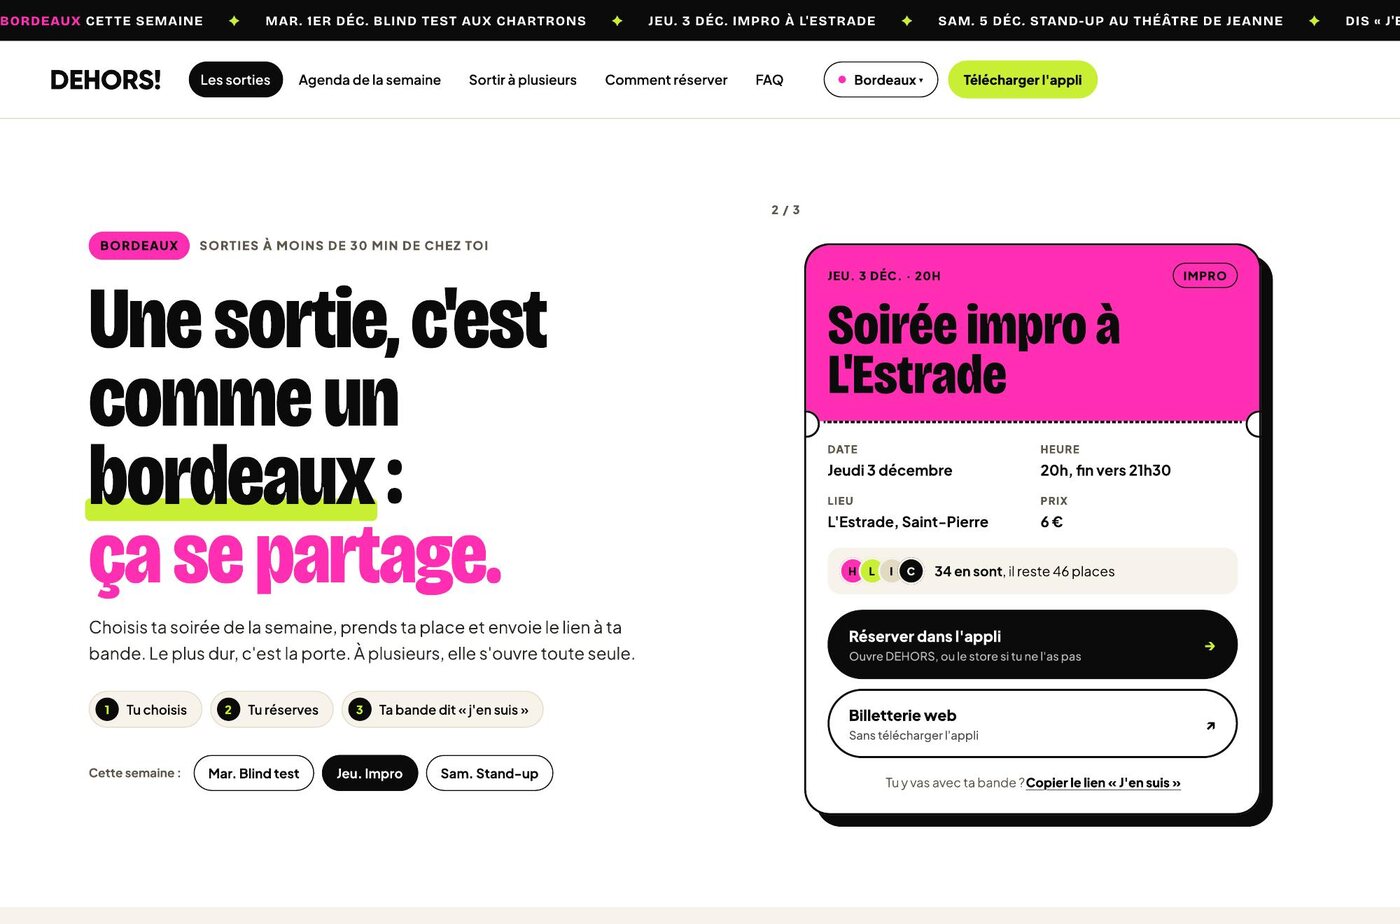 BORDEAUX CETTE SEMAINE ✦ MAR. 1ER DÉC. BLIND TEST AUX CHARTRONS ✦ JEU. 3 DÉC. IMPRO À L'ESTRADE ✦ SAM. 5 DÉC. STAND-UP AU THÉÂTRE DE JEANNE ✦ DIS « J'E
DEHORS! Les sorties Agenda de la semaine Sortir à plusieurs Comment réserver FAQ Bordeaux Télécharger l'appli
BORDEAUX SORTIES À MOINS DE 30 MIN DE CHEZ TOI
Une sortie, c'est
comme un
bordeaux :
ça se partage.
Choisis ta soirée de la semaine, prends ta place et envoie le lien à ta
bande. Le plus dur, c'est la porte. À plusieurs, elle s'ouvre toute seule.
1 Tu choisis 2 Tu réserves 3 Ta bande dit « j'en suis »
Cette semaine : Mar. Blind test Jeu. Impro Sam. Stand-up
2 / 3
JEU. 3 DÉC. · 20H IMPRO
Soirée impro à
L'Estrade
DATE HEURE
Jeudi 3 décembre 20h, fin vers 21h30
LIEU PRIX
L'Estrade, Saint-Pierre 6 €
H L I C 34 en sont, il reste 46 places
Réserver dans l'appli →
Ouvre DEHORS, ou le store si tu ne l'as pas
Billetterie web ↗
Sans télécharger l'appli
Tu y vas avec ta bande ? Copier le lien « J'en suis »